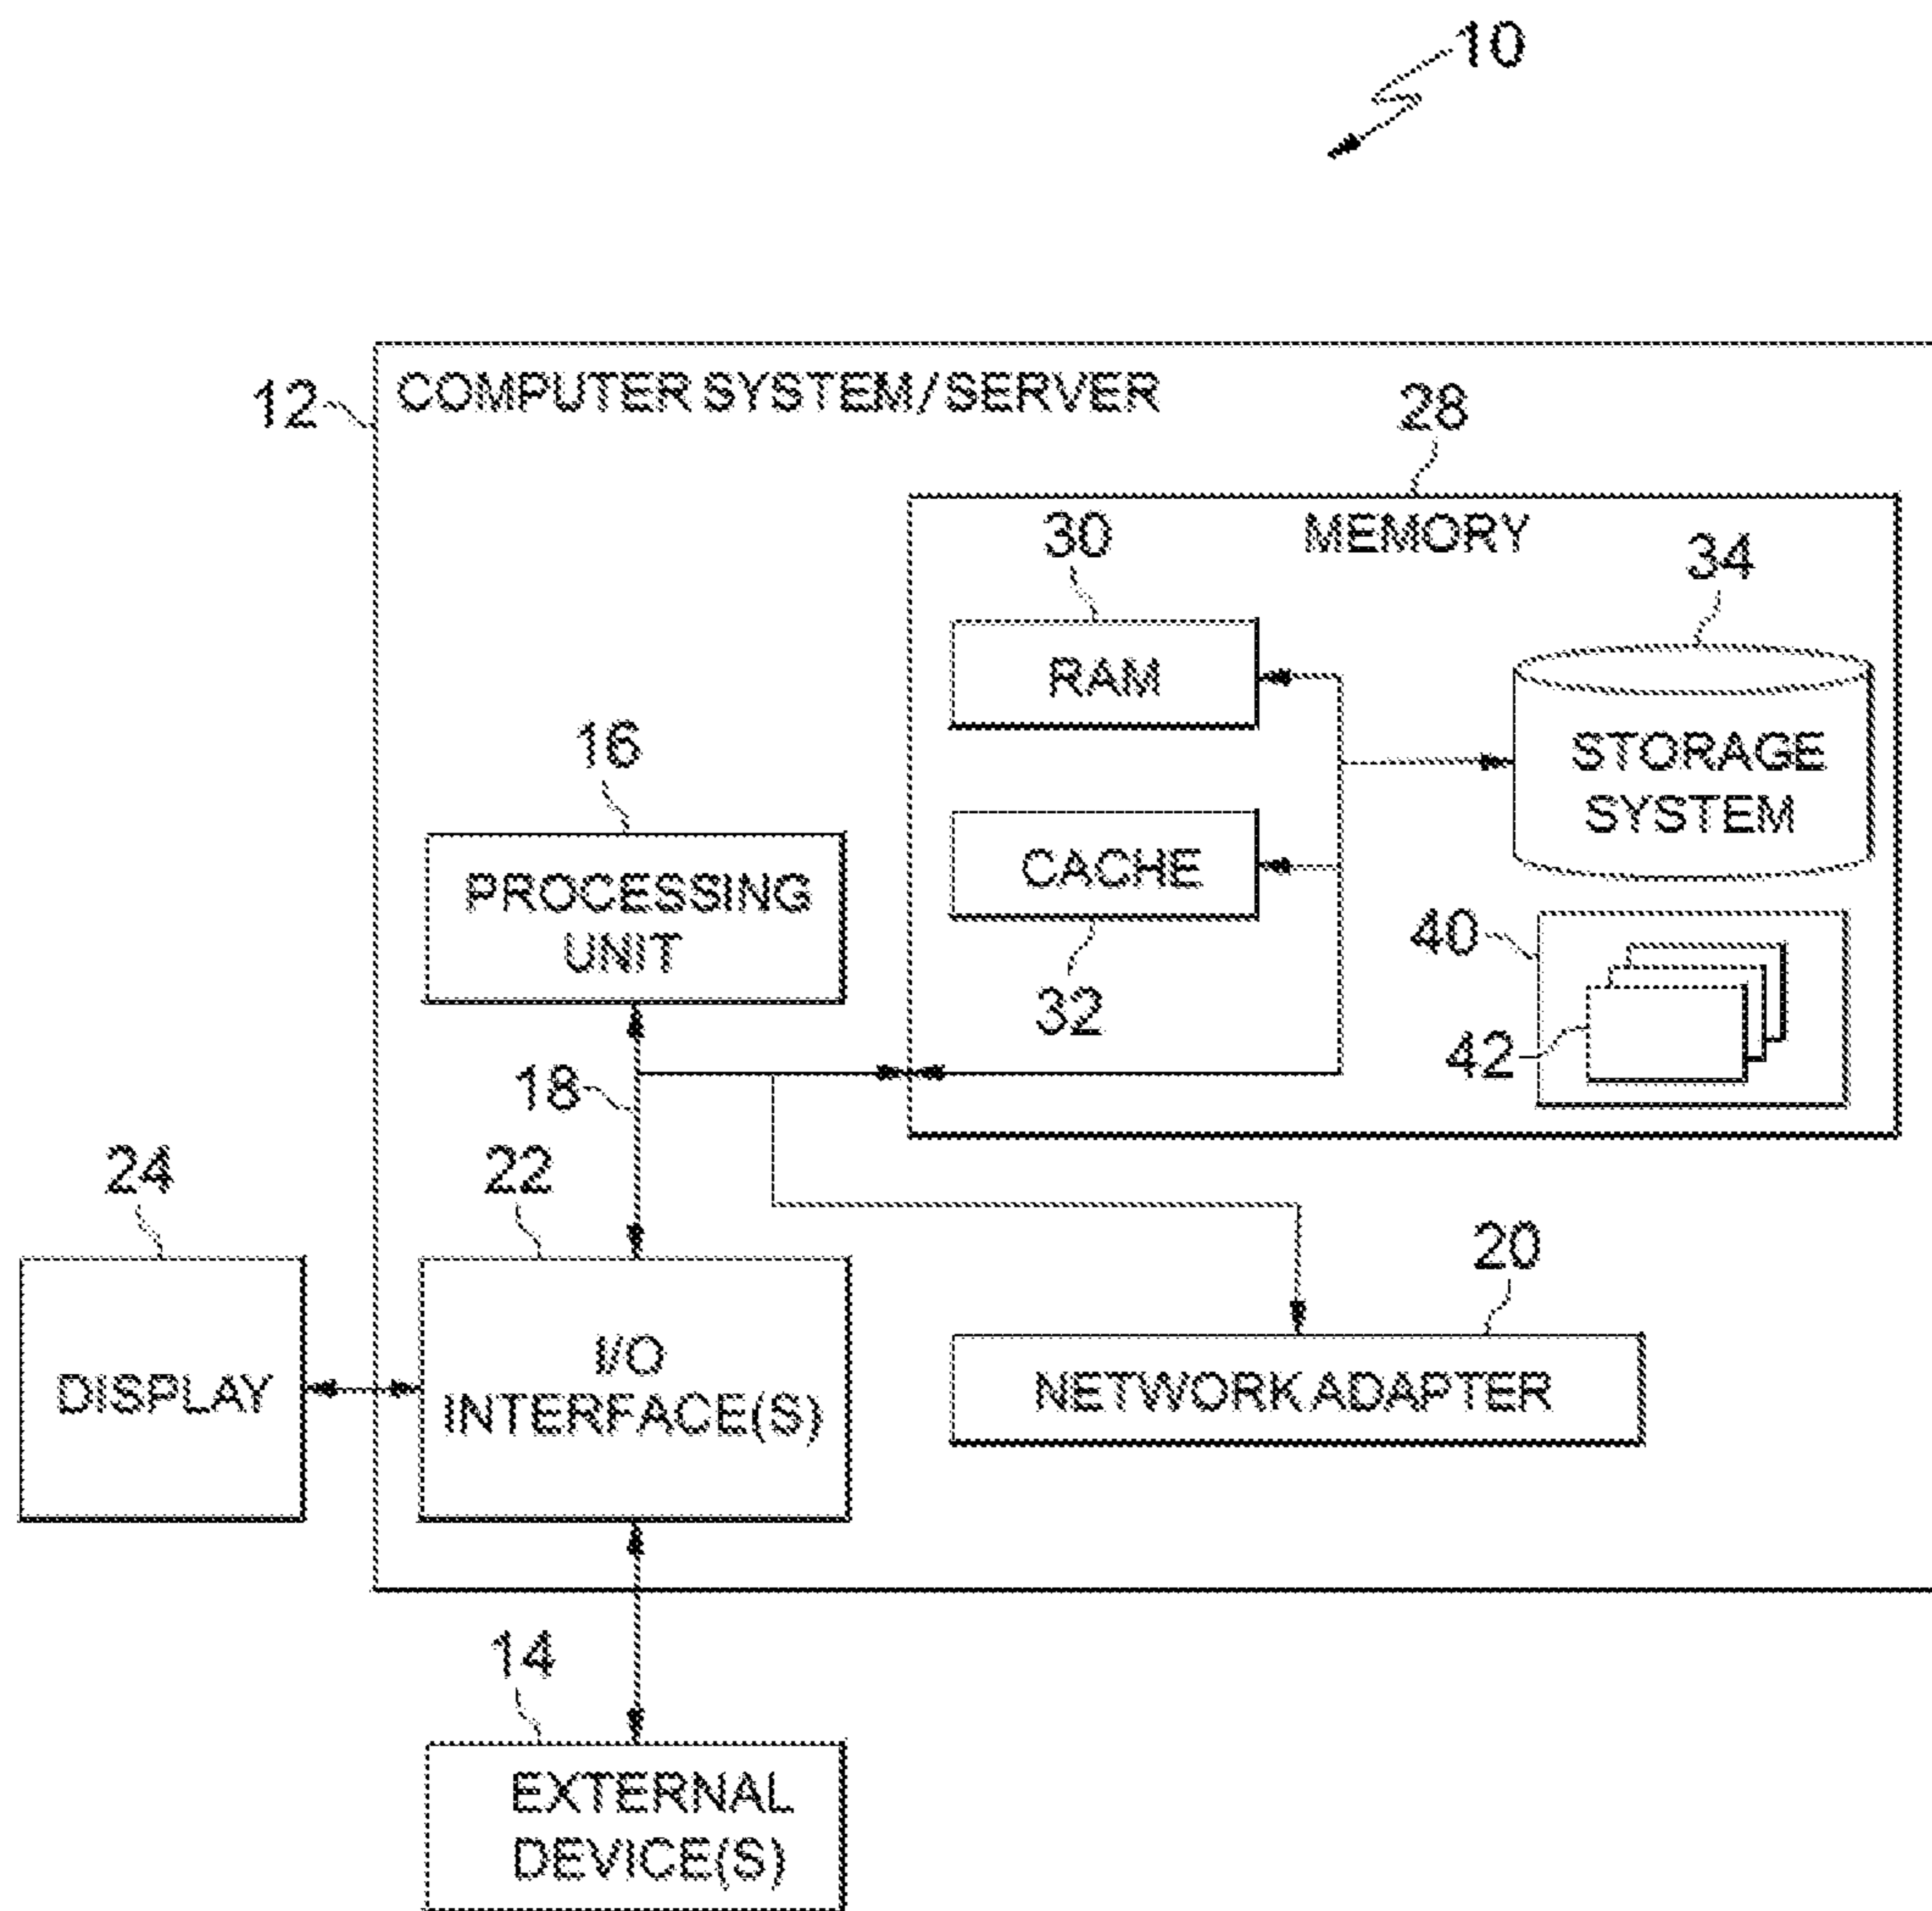 10
12
COMPUTER SYSTEM / SERVER
28
MEMORY
30
34
RAM
STORAGE
SYSTEM
16
PROCESSING
UNIT
CACHE
32
40
42
18
24
22
20
DISPLAY
I/O
INTERFACE(S)
NETWORK ADAPTER
14
EXTERNAL
DEVICE(S)